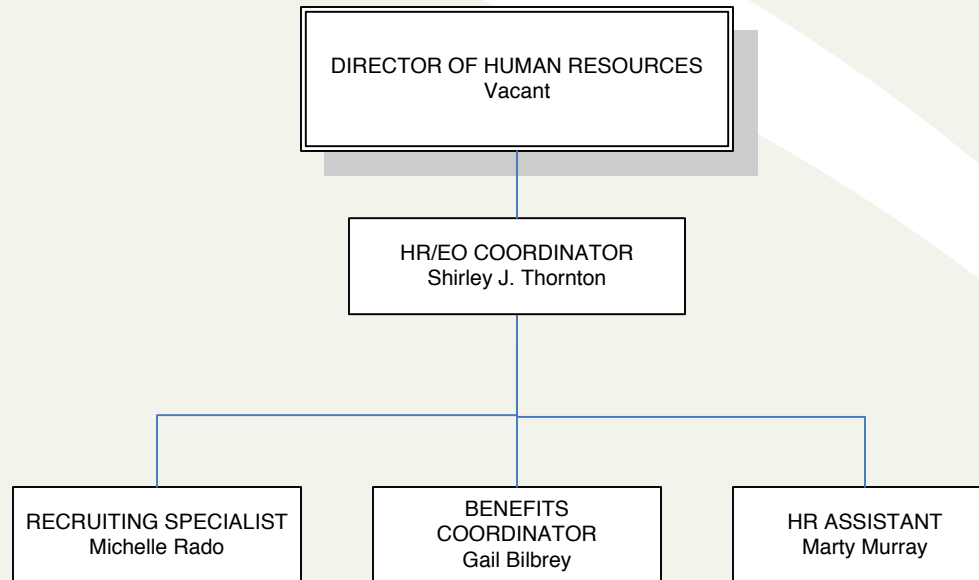 DIRECTOR OF HUMAN RESOURCES
Vacant
HR/EO COORDINATOR
Shirley J. Thornton
RECRUITING SPECIALIST
Michelle Rado
BENEFITS
COORDINATOR
Gail Bilbrey
HR ASSISTANT
Marty Murray